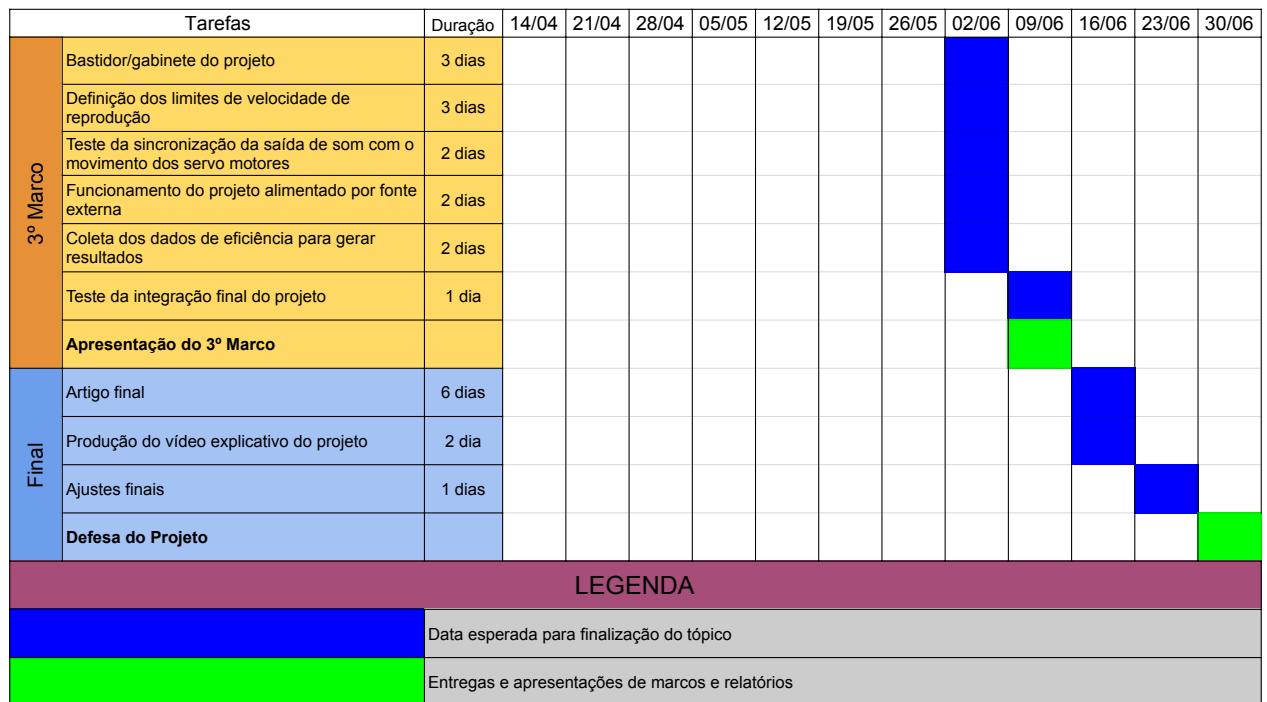 Tarefas Duração 14/04 21/04 28/04 05/05 12/05 19/05 26/05 02/06 09/06 16/06 23/06 30/06
3º Marco
Bastidor/gabinete do projeto 3 dias
Definição dos limites de velocidade de
reprodução
3 dias
Teste da sincronização da saída de som com o
movimento dos servo motores
2 dias
Funcionamento do projeto alimentado por fonte
externa
2 dias
Coleta dos dados de eficiência para gerar
resultados
2 dias
Teste da integração final do projeto 1 dia
Apresentação do 3º Marco
Final
Artigo final 6 dias
Produção do vídeo explicativo do projeto 2 dia
Ajustes finais 1 dias
Defesa do Projeto
LEGENDA
Data esperada para finalização do tópico
Entregas e apresentações de marcos e relatórios